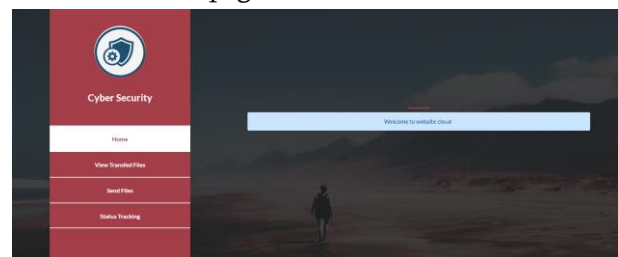 Cyber Security
Home
View Transfed Files
Send Files
Status Tracking
Welcome to website cloud